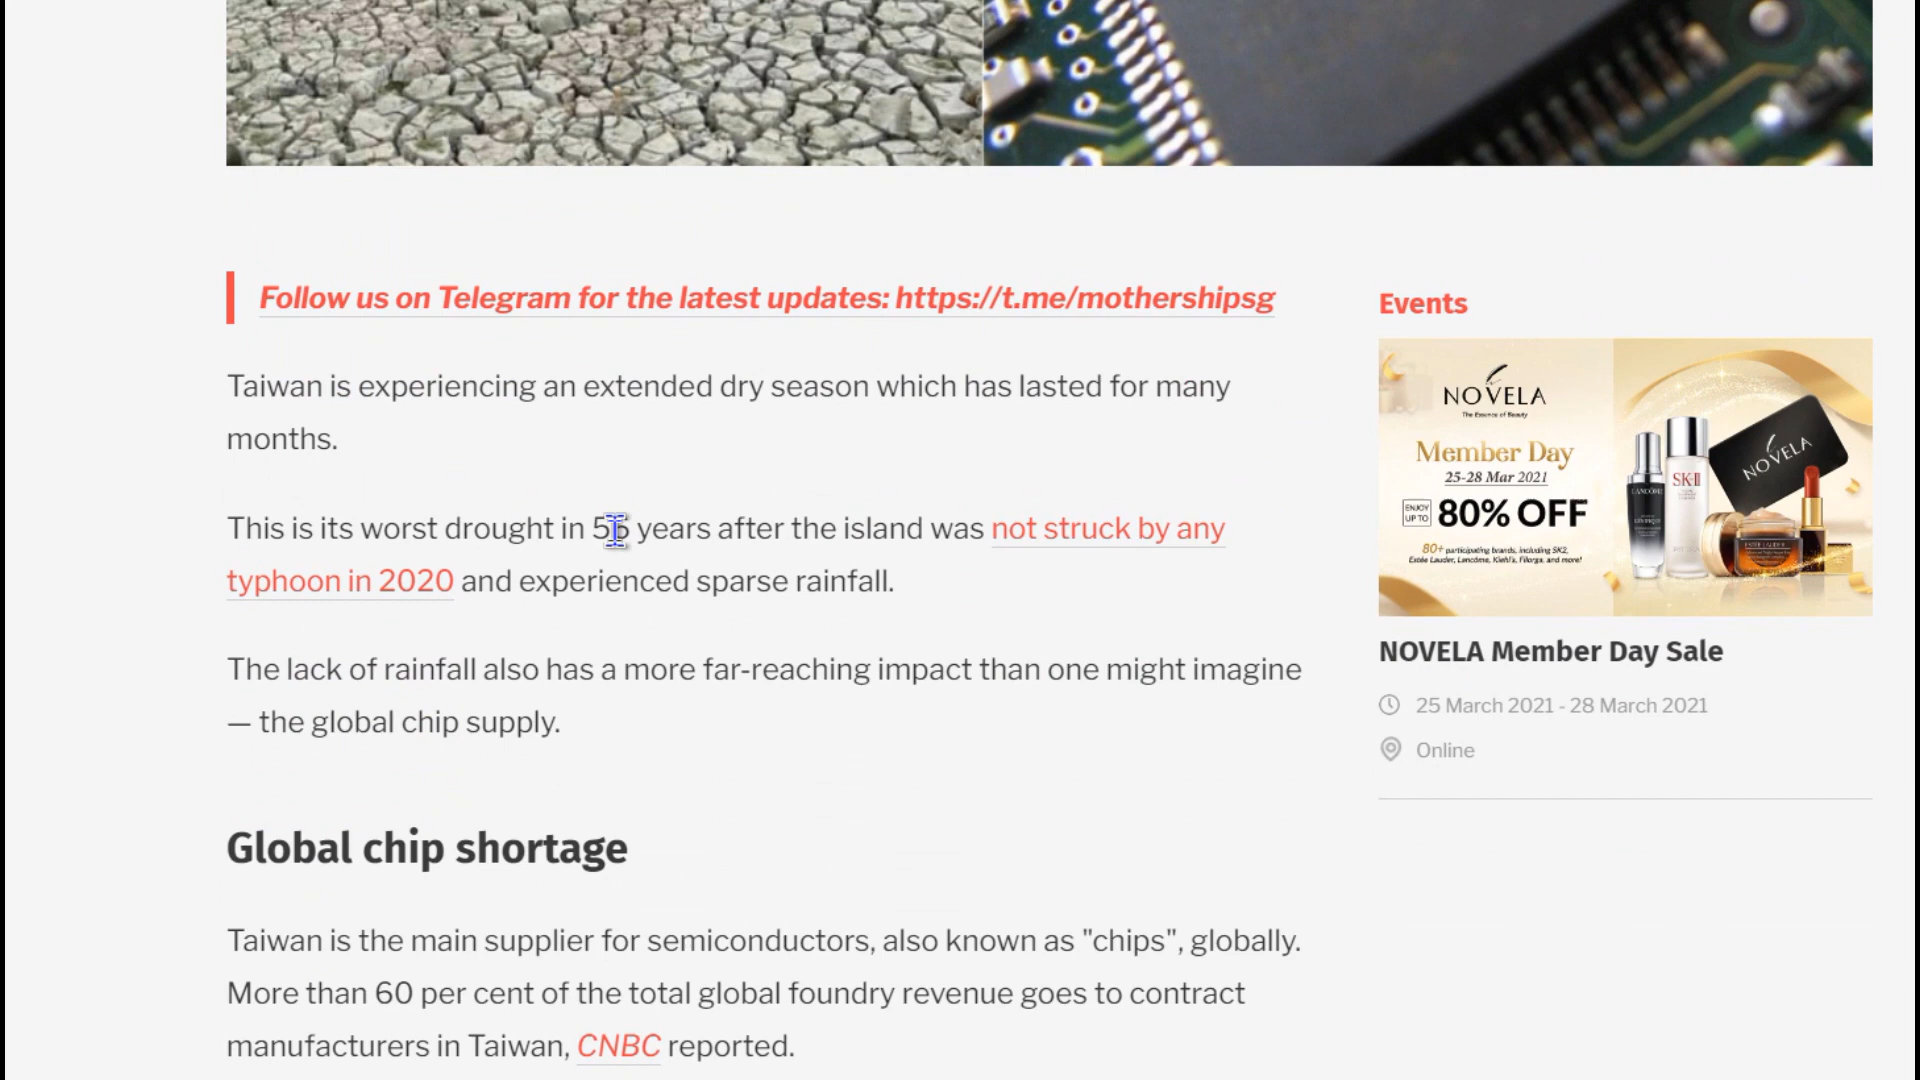 Follow us on Telegram for the latest updates: https://t.me/mothershipsg
Taiwan is experiencing an extended dry season which has lasted for many
months.
This is its worst drought in years after the island was not struck by any
typhoon in 2020 and experienced sparse rainfall.
The lack of rainfall also has a more far-reaching impact than one might imagine
— the global chip supply.
Global chip shortage
Taiwan is the main supplier for semiconductors, also known as "chips", globally.
More than 60 per cent of the total global foundry revenue goes to contract
manufacturers in Taiwan, CNBC reported.
Events
NOVELA
The Essence of Beauty
Member Day
25-28 Mar 2021
ENJOY
UP TO
80% OFF
80+ participating brands, including SK2,
Estée Lauder, Lancôme, Kiehl's, Filorga, and more!
NOVELA
LANCÔME
SK-II
ESTĒE LAUDER
NOVELA Member Day Sale
25 March 2021 - 28 March 2021
Online